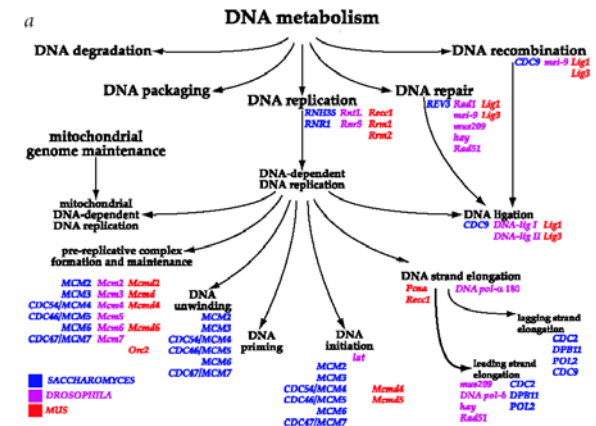 a
DNA metabolism
DNA degradation
DNA recombination
CDC9 mei-9 Lig1
Lig3
DNA packaging
DNA repair
REV3 Rad1 Lig1
mei-9 Lig3
mus209
hay
Rad51
DNA replication
RNH35 RnrL Recc1
RNR1 RnrS Rrm1
Rrm2
mitochondrial
genome maintenance
DNA-dependent
DNA replication
mitochondrial
DNA-dependent
DNA replication
DNA ligation
CDC9 DNA-lig I Lig1
DNA-lig II Lig3
pre-replicative complex
formation and maintenance
MCM2 Mcm2 Mcmd2
MCM3 Mcm3 Mcmd
CDC54/MCM4 Mcm4 Mcmd4
CDC46/MCM5 Mcm5
MCM6 Mcm6 Mcmd6
CDC47/MCM7 Mcm7
Orc2
DNA
unwinding
MCM2
MCM3
CDC54/MCM4
CDC46/MCM5
MCM6
CDC47/MCM7
DNA
priming
DNA
initiation
lat
MCM2
MCM3
CDC54/MCM4 Mcmd4
CDC46/MCM5 Mcmd5
MCM6
CDC47/MCM7
DNA strand elongation
Pcna DNA pol-α 180
Recc1
lagging strand
elongation
CDC2
DPB11
POL2
CDC9
leading strand
elongation
mus209 CDC2
DNA pol-δ DPB11
hay POL2
Rad51
SACCHAROMYCES
DROSOPHILA
MUS